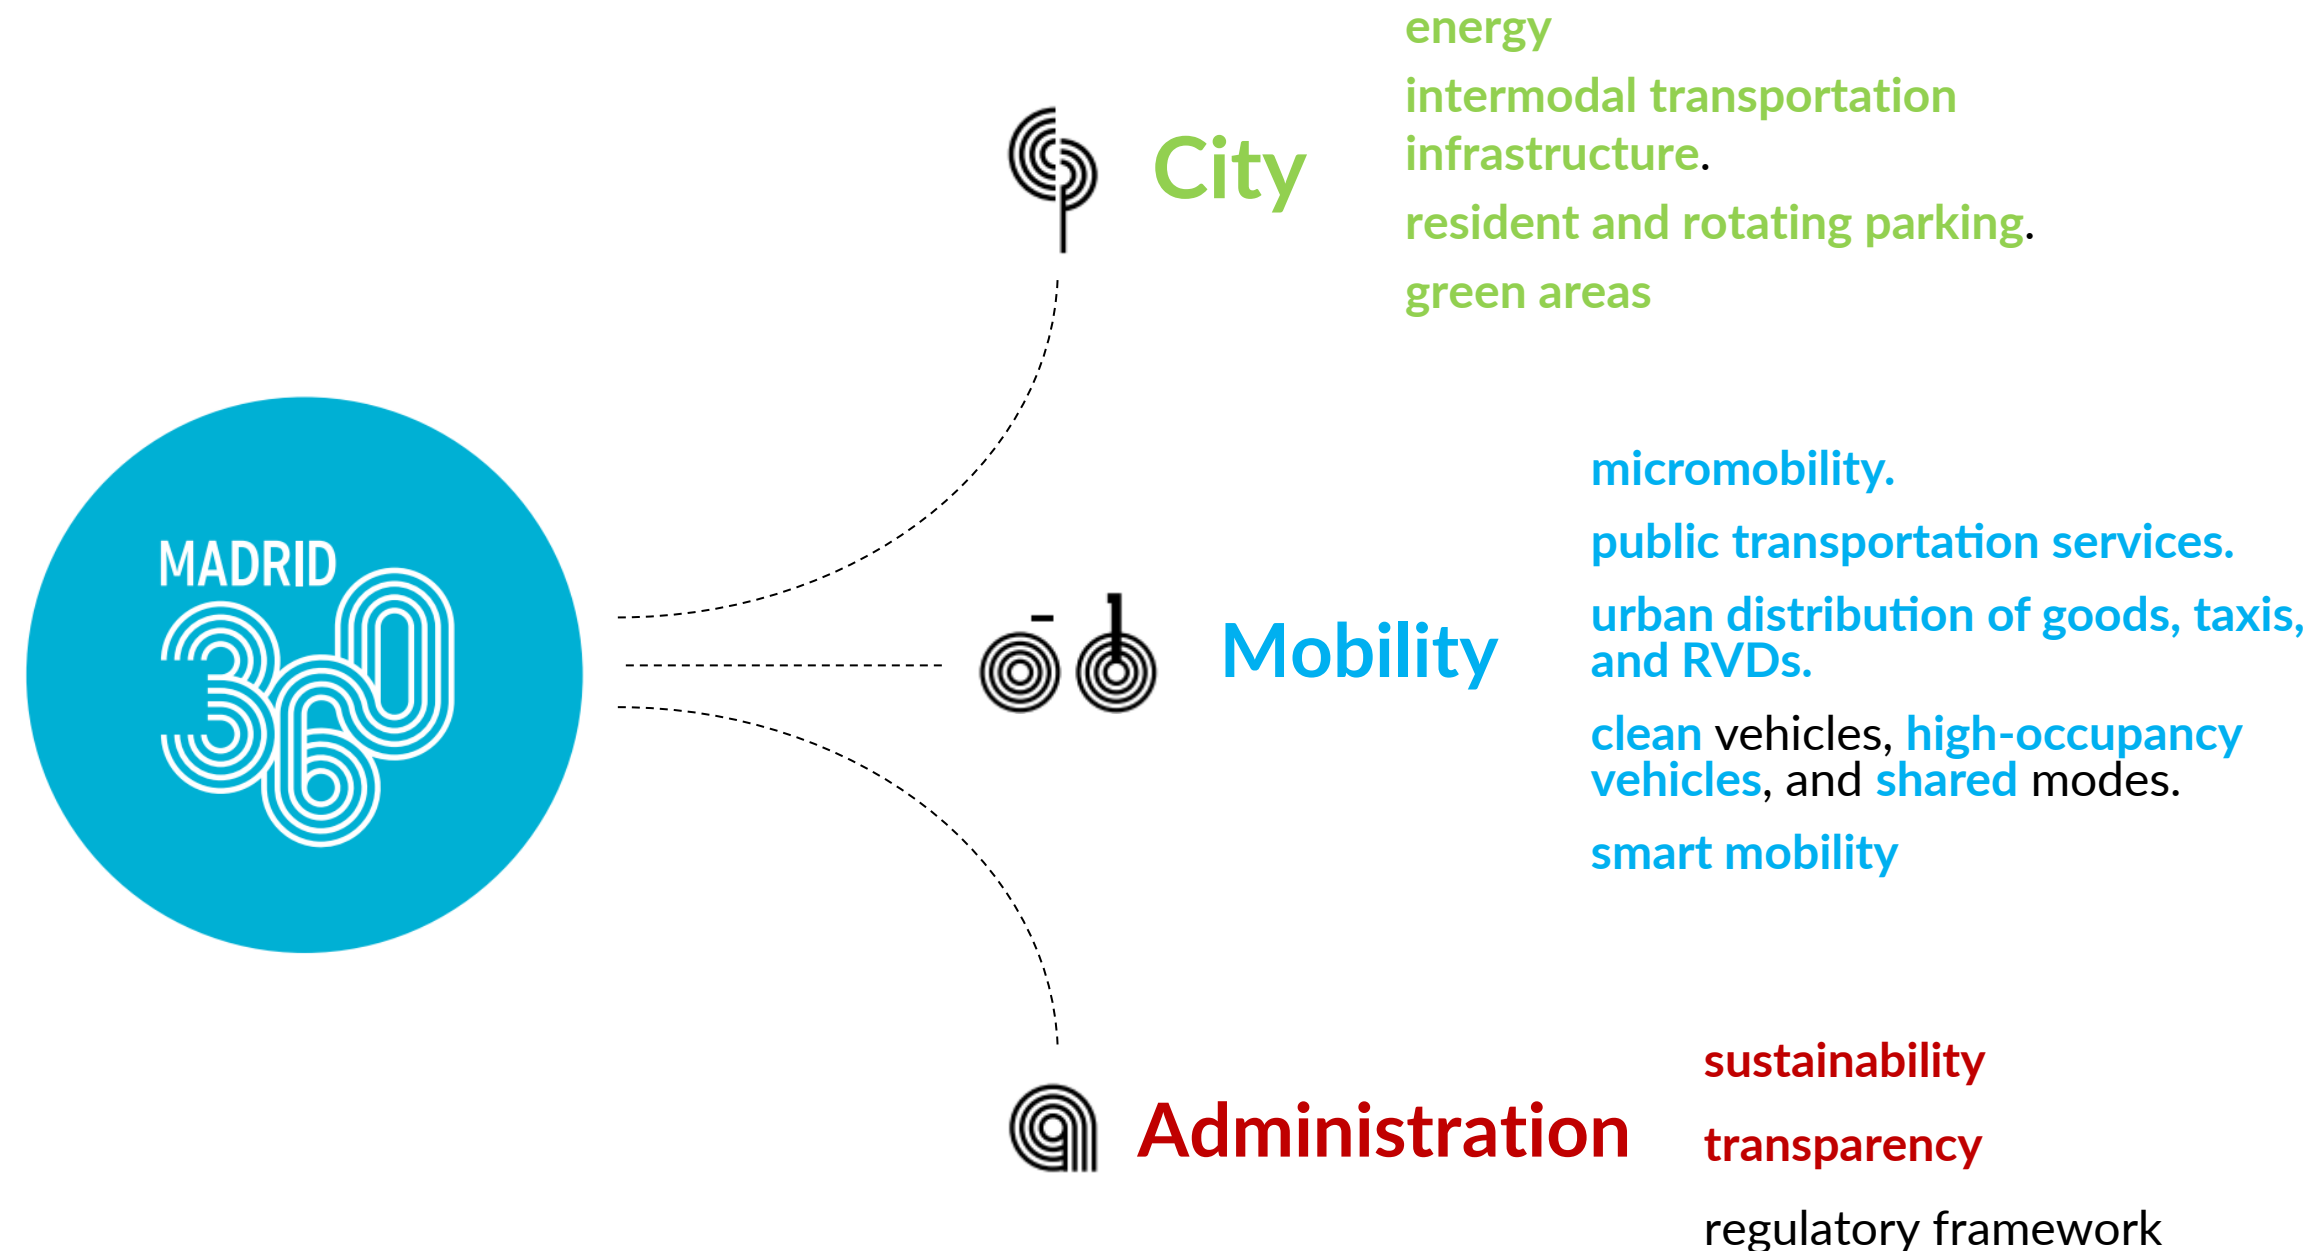 MADRID
360
City
energy
intermodal transportation
infrastructure.
resident and rotating parking.
green areas
Mobility
micromobility.
public transportation services.
urban distribution of goods, taxis,
and RVDs.
clean vehicles, high-occupancy
vehicles, and shared modes.
smart mobility
Administration
sustainability
transparency
regulatory framework